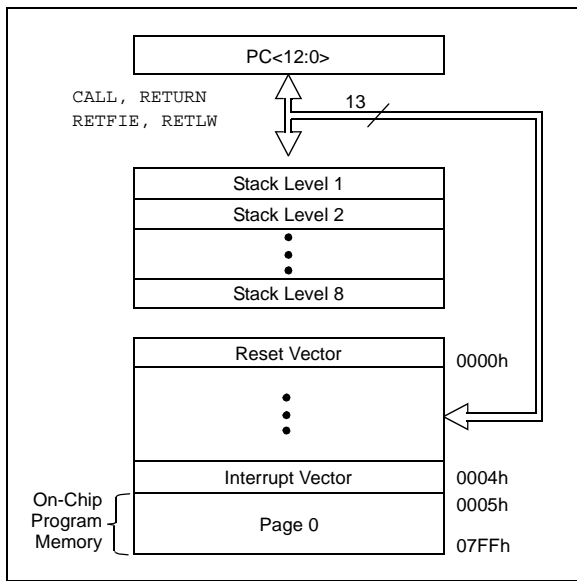 PC<12:0>
CALL, RETURN
RETFIE, RETLW
13
Stack Level 1
Stack Level 2
Stack Level 8
Reset Vector
0000h
Interrupt Vector
0004h
On-Chip
Program
Memory
Page 0
0005h
07FFh